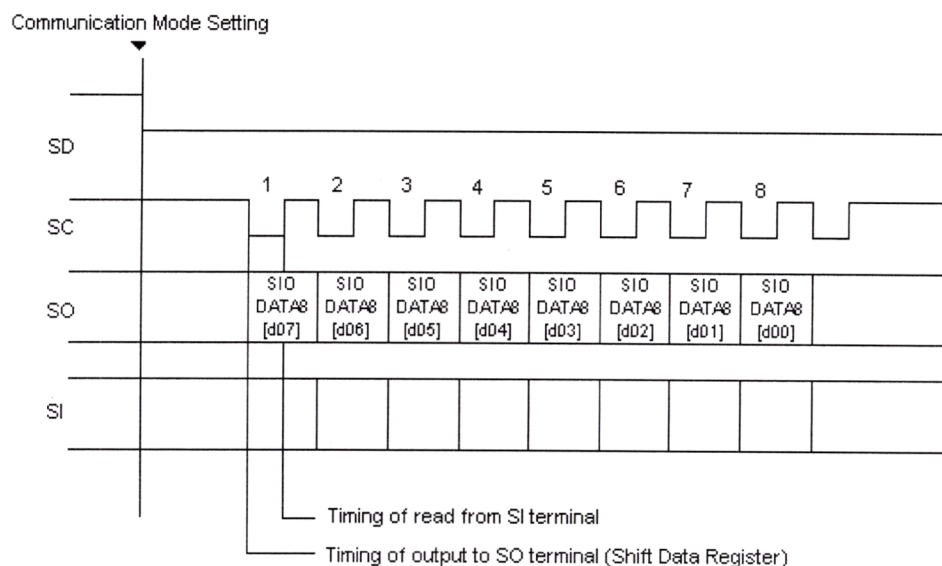 Communication Mode Setting
SD
1 2 3 4 5 6 7 8
SC
SO
SIO DATA8 [d07]
SIO DATA8 [d06]
SIO DATA8 [d05]
SIO DATA8 [d04]
SIO DATA8 [d03]
SIO DATA8 [d02]
SIO DATA8 [d01]
SIO DATA8 [d00]
SI
Timing of read from SI terminal
Timing of output to SO terminal (Shift Data Register)